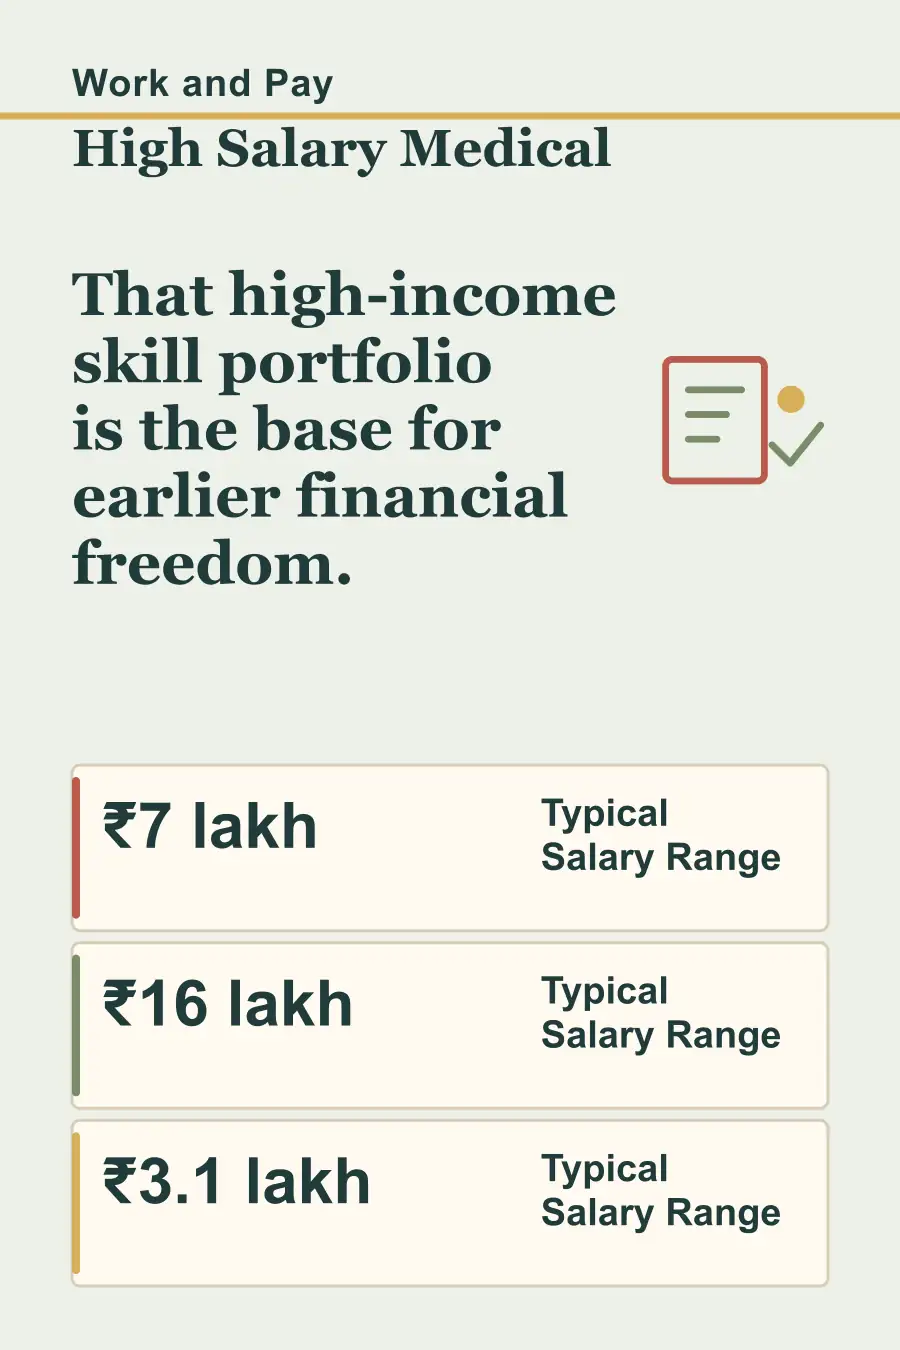 Work and Pay
High Salary Medical
That high-income
skill portfolio
is the base for
earlier financial
freedom.
₹7 lakh
Typical
Salary Range
₹16 lakh
Typical
Salary Range
₹3.1 lakh
Typical
Salary Range